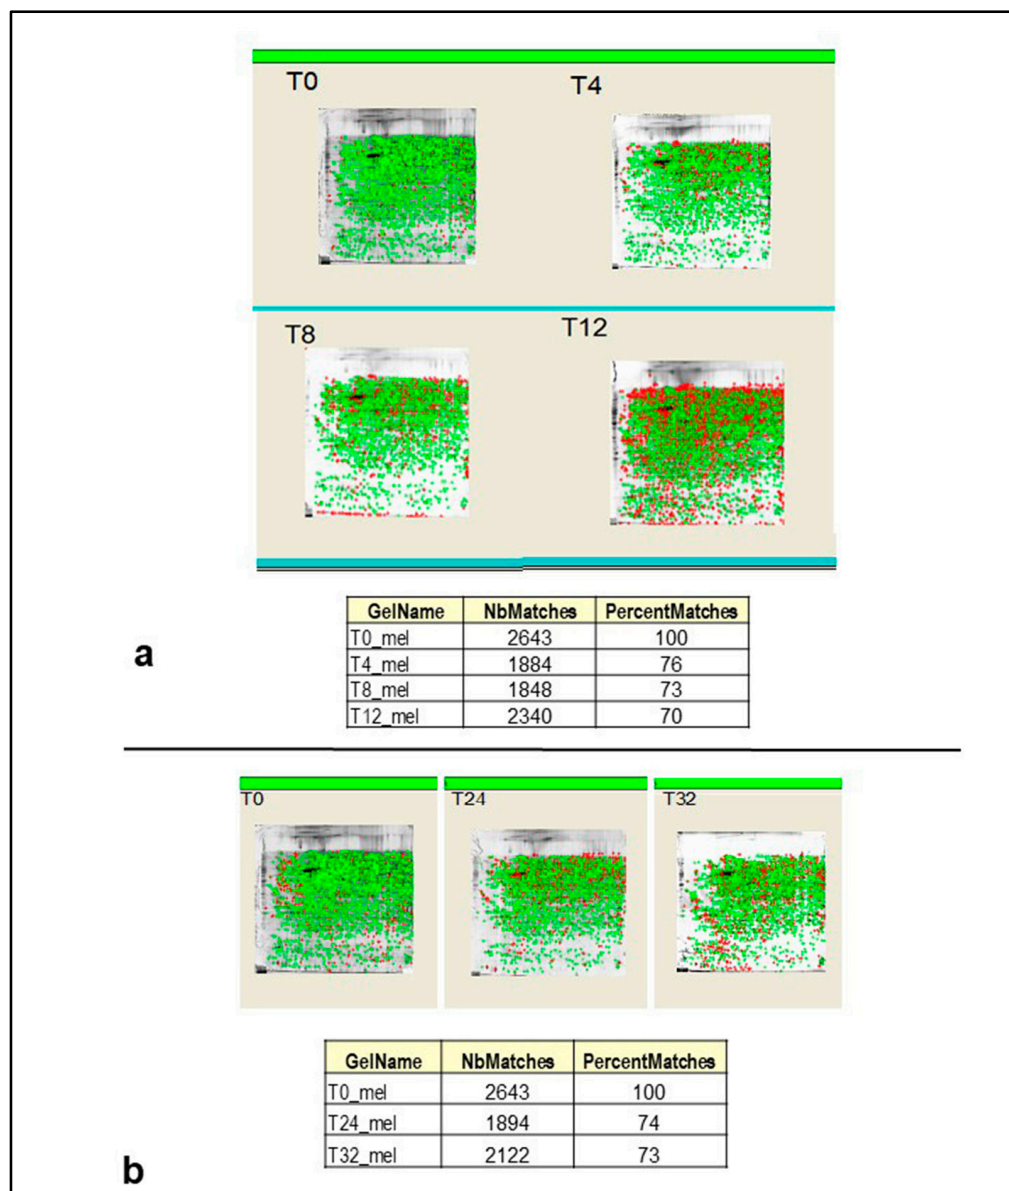 T0 T4
T8 T12
GelName NbMatches PercentMatches
T0_mel 2643 100
T4_mel 1884 76
T8_mel 1848 73
T12_mel 2340 70
a
T0 T24 T32
GelName NbMatches PercentMatches
T0_mel 2643 100
T24_mel 1894 74
T32_mel 2122 73
b